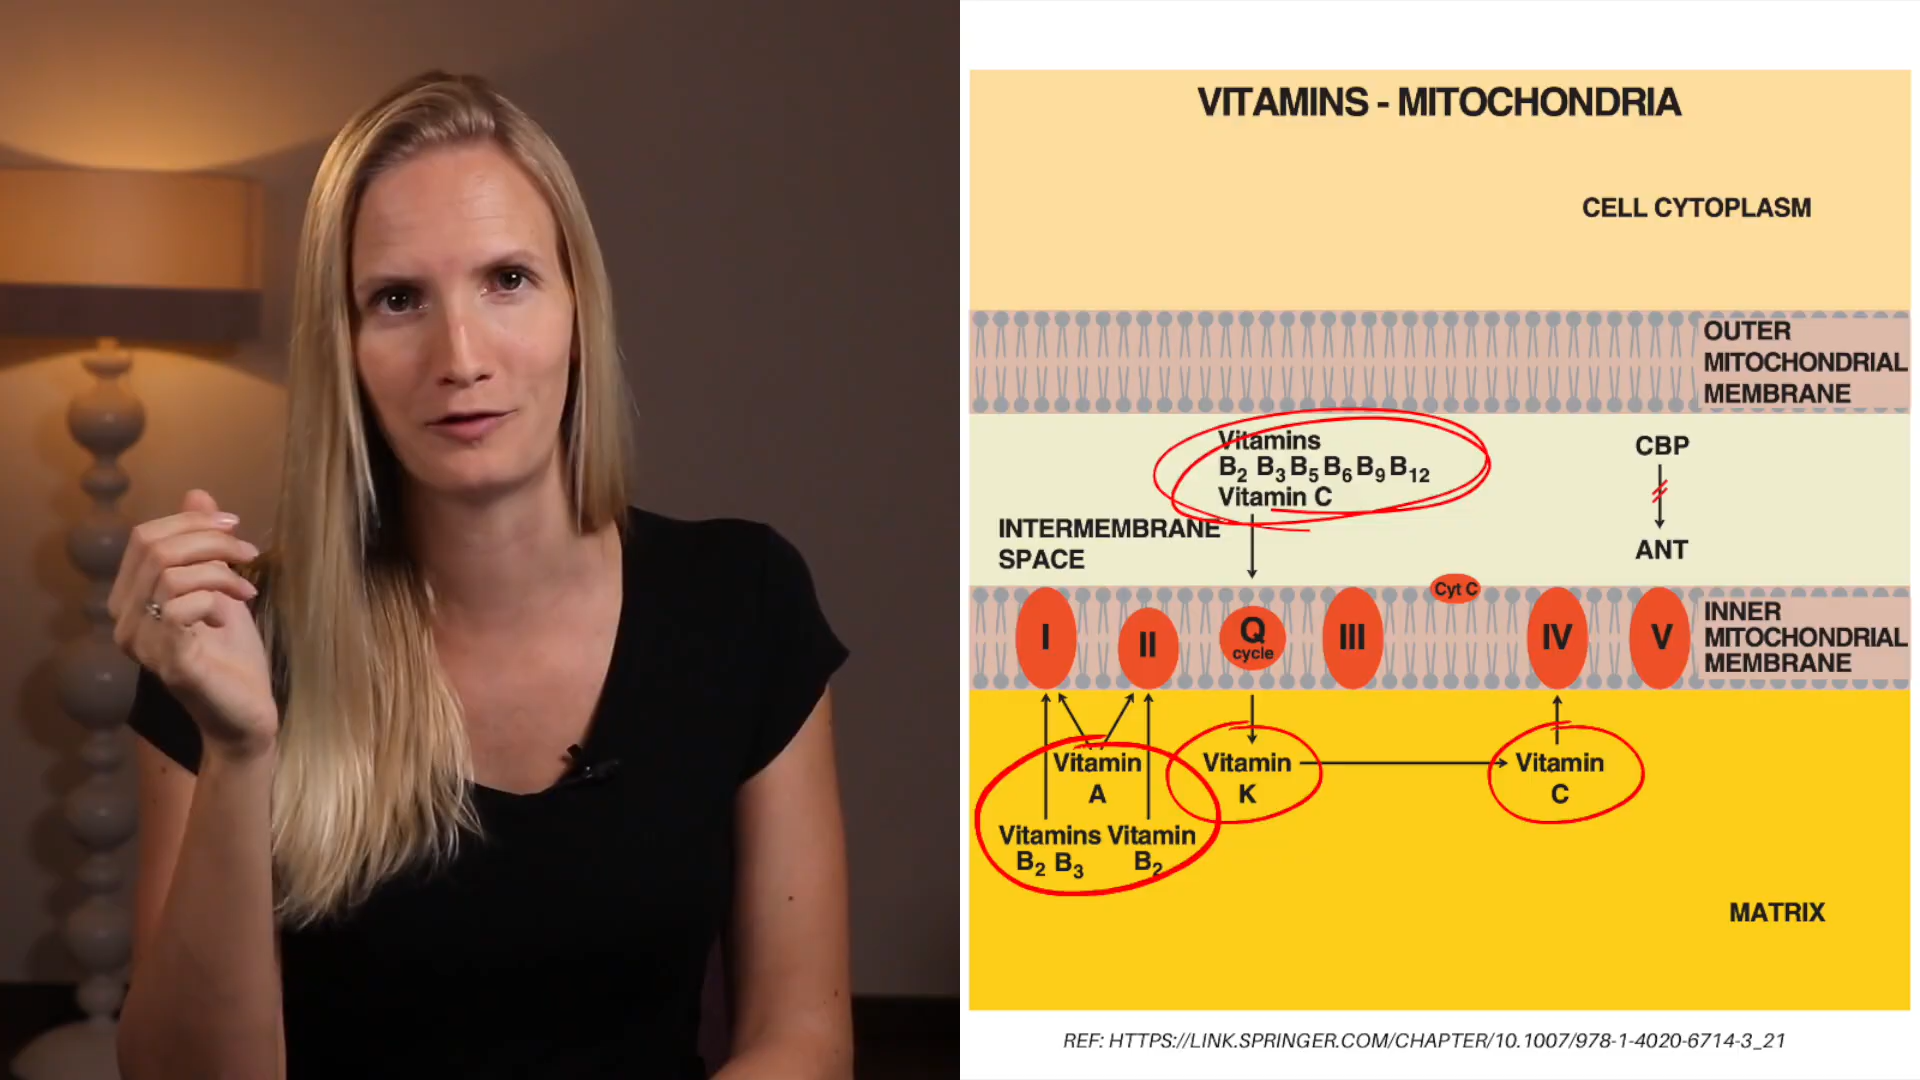 VITAMINS - MITOCHONDRIA
CELL CYTOPLASM
OUTER
MITOCHONDRIAL
MEMBRANE
Vitamins
B2 B3 B5 B6 B9 B12
Vitamin C
CBP
ANT
INTERMEMBRANE
SPACE
Cyt C
I
II
Q
cycle
III
IV
V
INNER
MITOCHONDRIAL
MEMBRANE
Vitamin
A
Vitamin
K
Vitamin
C
Vitamins
B2 B3
Vitamin
B2
MATRIX
REF: HTTPS://LINK.SPRINGER.COM/CHAPTER/10.1007/978-1-4020-6714-3_21